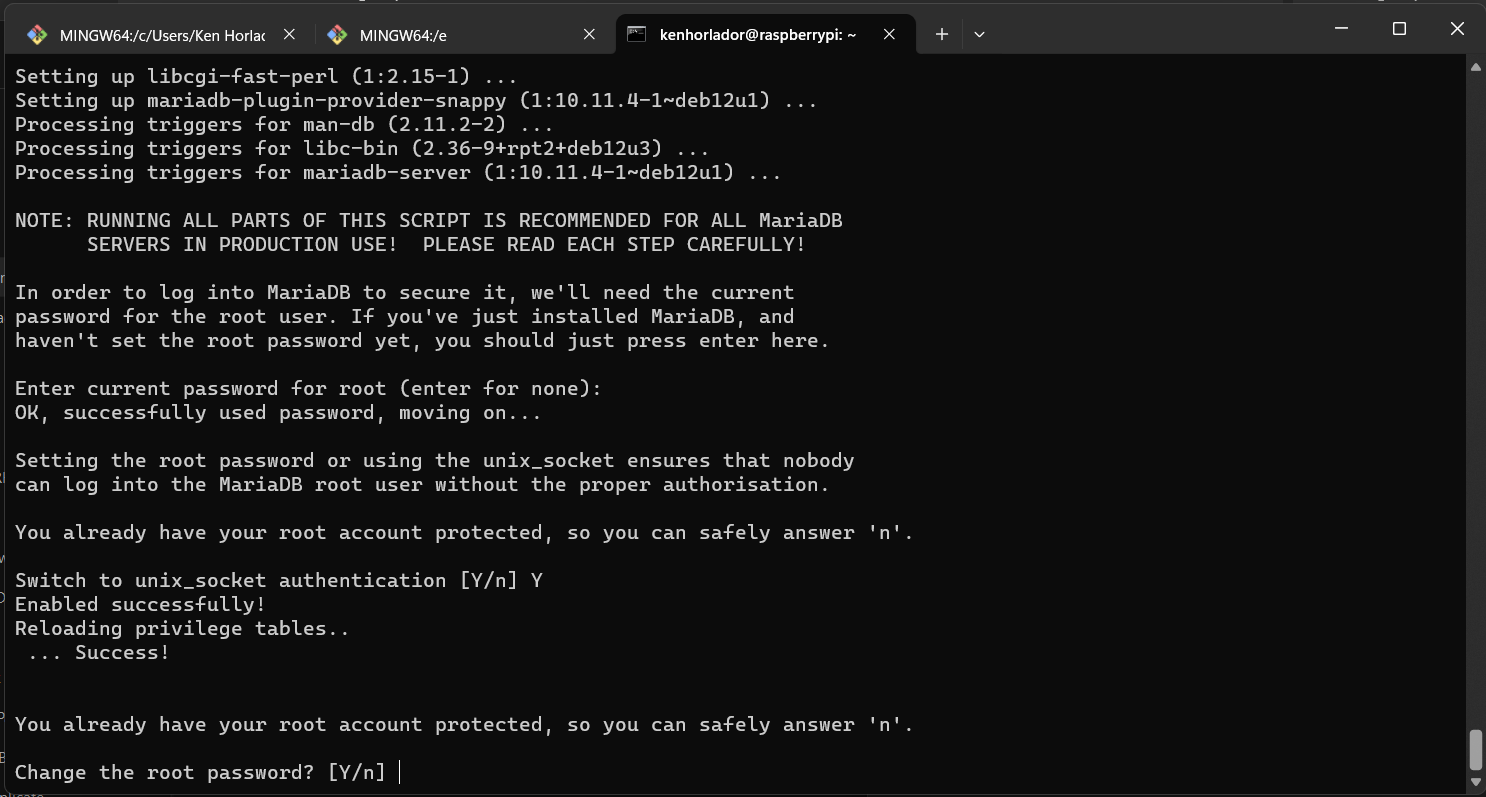 MINGW64:/c/Users/Ken Horlac
MINGW64:/e
kenhorlador@raspberrypi: ~
Setting up libcgi-fast-perl (1:2.15-1) ...
Setting up mariadb-plugin-provider-snappy (1:10.11.4-1~deb12u1) ...
Processing triggers for man-db (2.11.2-2) ...
Processing triggers for libc-bin (2.36-9+rpt2+deb12u3) ...
Processing triggers for mariadb-server (1:10.11.4-1~deb12u1) ...
NOTE: RUNNING ALL PARTS OF THIS SCRIPT IS RECOMMENDED FOR ALL MariaDB
SERVERS IN PRODUCTION USE!  PLEASE READ EACH STEP CAREFULLY!
In order to log into MariaDB to secure it, we'll need the current
password for the root user. If you've just installed MariaDB, and
haven't set the root password yet, you should just press enter here.
Enter current password for root (enter for none):
OK, successfully used password, moving on...
Setting the root password or using the unix_socket ensures that nobody
can log into the MariaDB root user without the proper authorisation.
You already have your root account protected, so you can safely answer 'n'.
Switch to unix_socket authentication [Y/n] Y
Enabled successfully!
Reloading privilege tables..
... Success!
You already have your root account protected, so you can safely answer 'n'.
Change the root password? [Y/n]